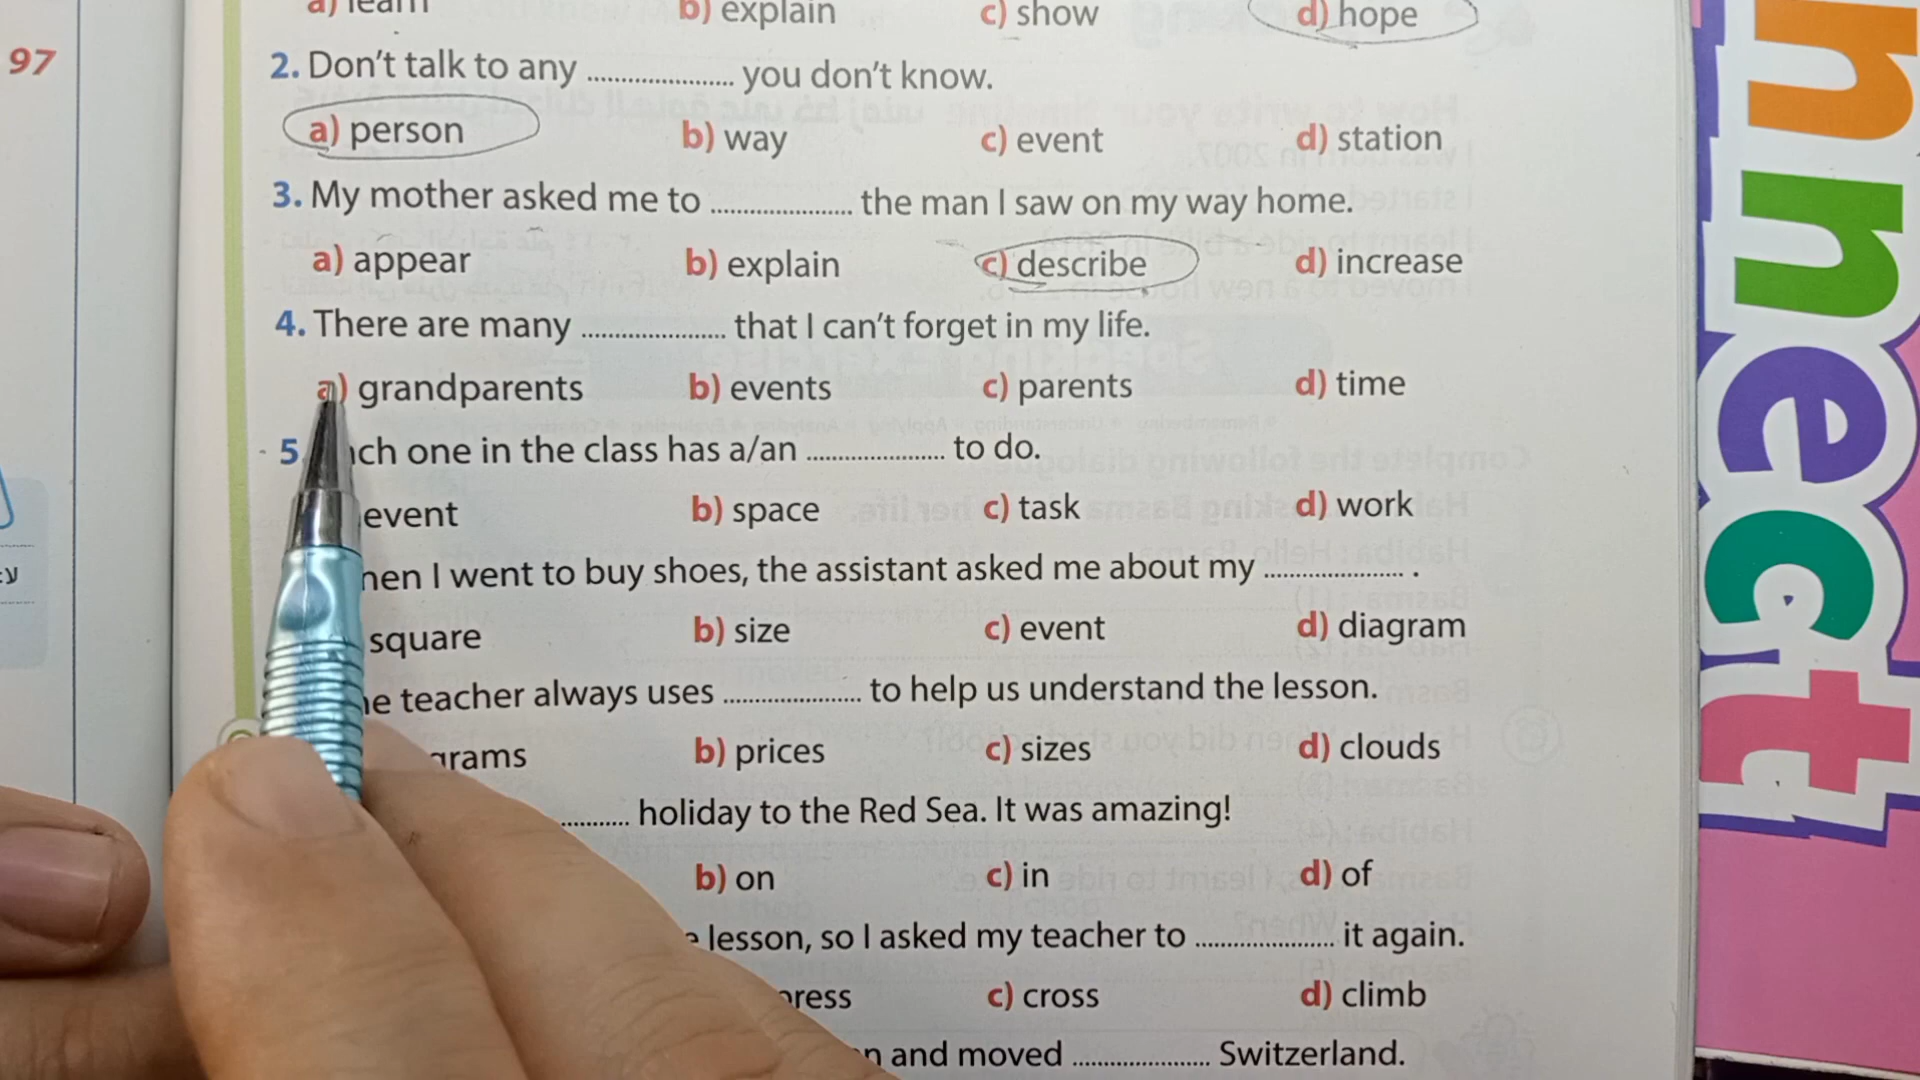 a) learn b) explain c) show d) hope
97
2. Don't talk to any .................... you don't know.
a) person b) way c) event d) station
3. My mother asked me to .................... the man I saw on my way home.
a) appear b) explain c) describe d) increase
4. There are many .................... that I can't forget in my life.
a) grandparents b) events c) parents d) time
5 ch one in the class has a/an .................... to do.
event b) space c) task d) work
hen I went to buy shoes, the assistant asked me about my .................... .
square b) size c) event d) diagram
he teacher always uses .................... to help us understand the lesson.
grams b) prices c) sizes d) clouds
.......... holiday to the Red Sea. It was amazing!
b) on c) in d) of
lesson, so I asked my teacher to .................... it again.
ress c) cross d) climb
n and moved .................... Switzerland.
nnect